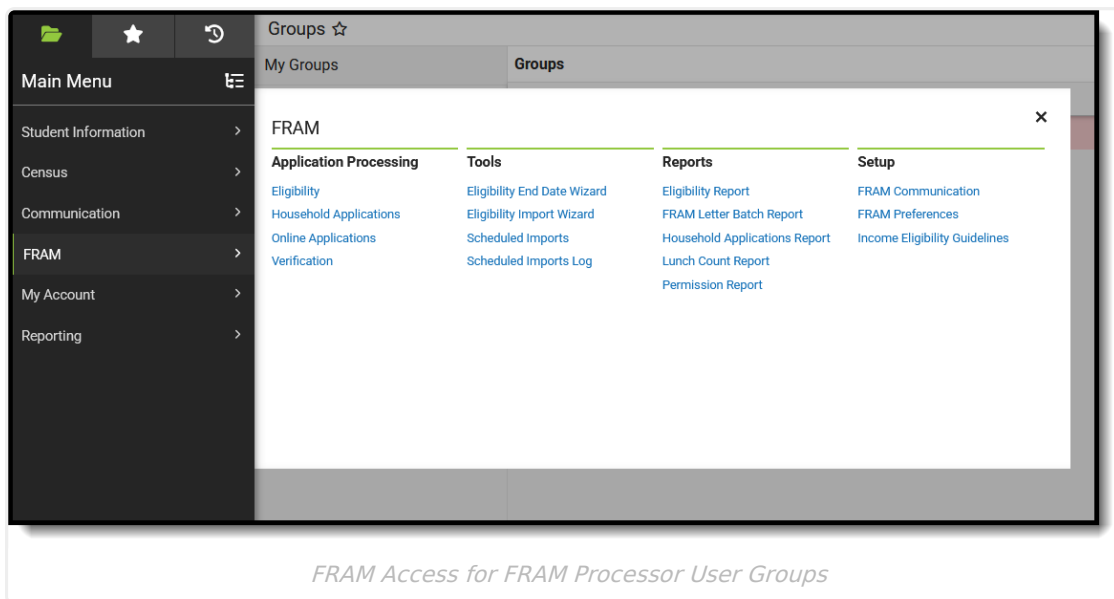 Groups
Main Menu
My Groups
Groups
Student Information
Census
Communication
FRAM
My Account
Reporting
FRAM
Application Processing
Eligibility
Household Applications
Online Applications
Verification
Tools
Eligibility End Date Wizard
Eligibility Import Wizard
Scheduled Imports
Scheduled Imports Log
Reports
Eligibility Report
FRAM Letter Batch Report
Household Applications Report
Lunch Count Report
Permission Report
Setup
FRAM Communication
FRAM Preferences
Income Eligibility Guidelines
FRAM Access for FRAM Processor User Groups